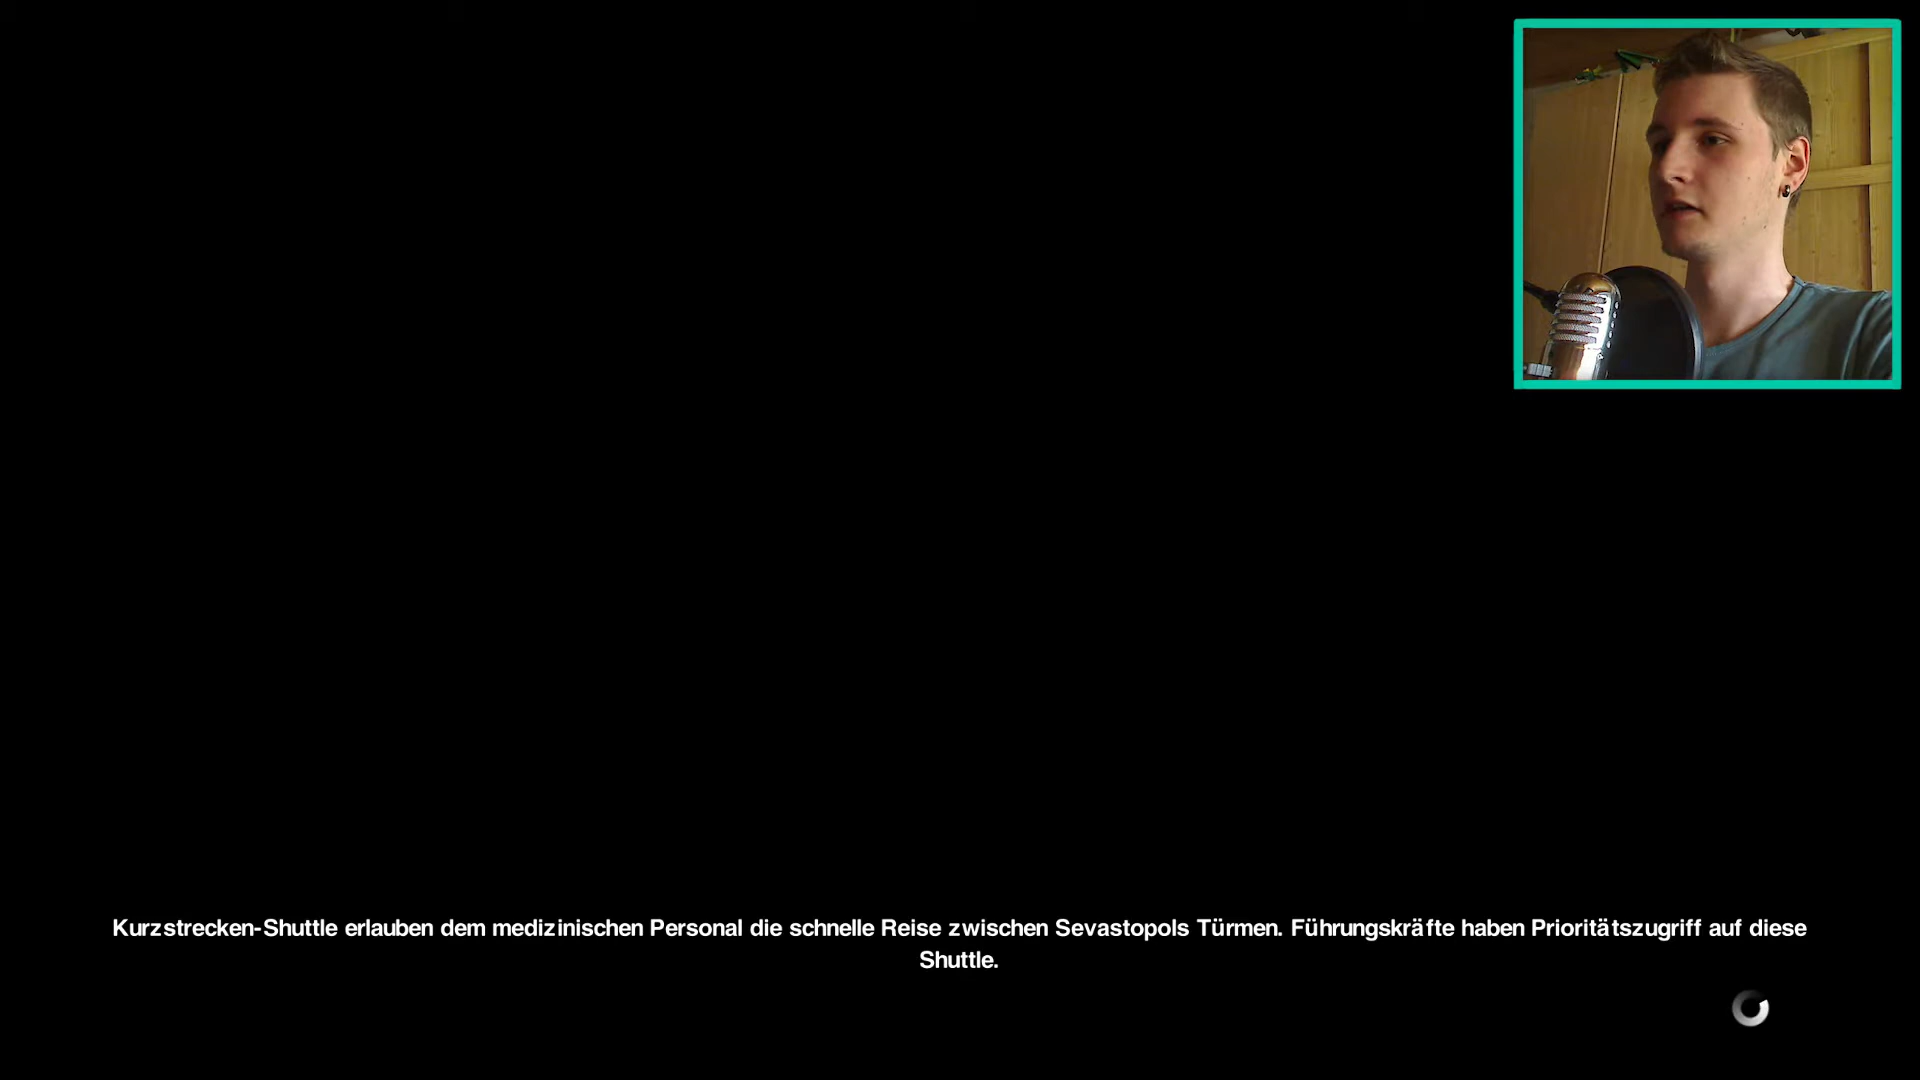 Kurzstrecken-Shuttle erlauben dem medizinischen Personal die schnelle Reise zwischen Sevastopols Türmen. Führungskräfte haben Prioritätszugriff auf diese
Shuttle.